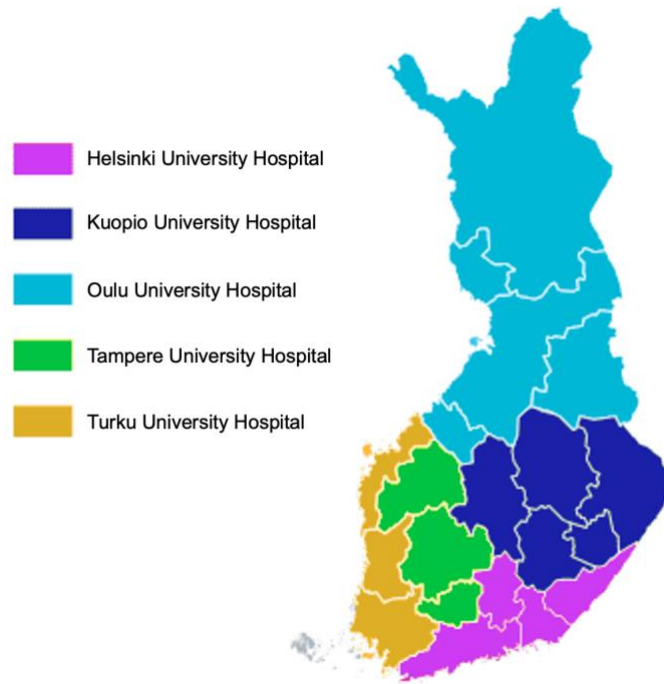 Helsinki University Hospital
Kuopio University Hospital
Oulu University Hospital
Tampere University Hospital
Turku University Hospital